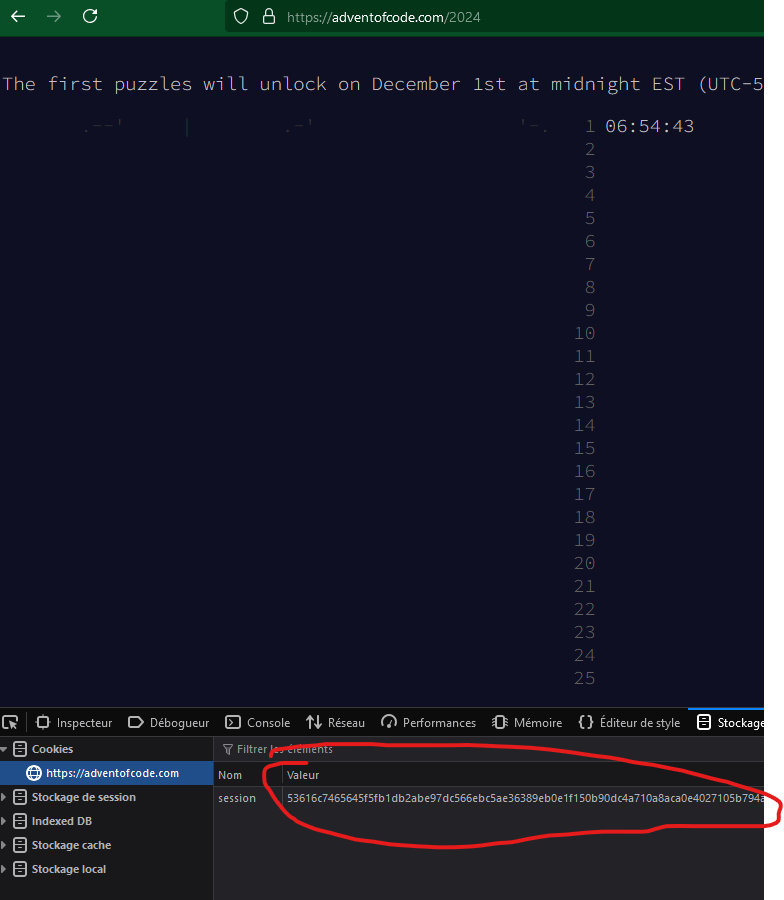 https://adventofcode.com/2024
The first puzzles will unlock on December 1st at midnight EST (UTC-5
.--' | .-' '-. 1 06:54:43
2
3
4
5
6
7
8
9
10
11
12
13
14
15
16
17
18
19
20
21
22
23
24
25
Inspecteur Débogueur Console Réseau Performances Mémoire Éditeur de style Stockage
Cookies
Filtrer les éléments
https://adventofcode.com
Nom Valeur
Stockage de session
session 53616c7465645f5fb1db2abe97dc566ebc5ae36389eb0e1f150b90dc4a710a8aca0e4027105b794a
Indexed DB
Stockage cache
Stockage local